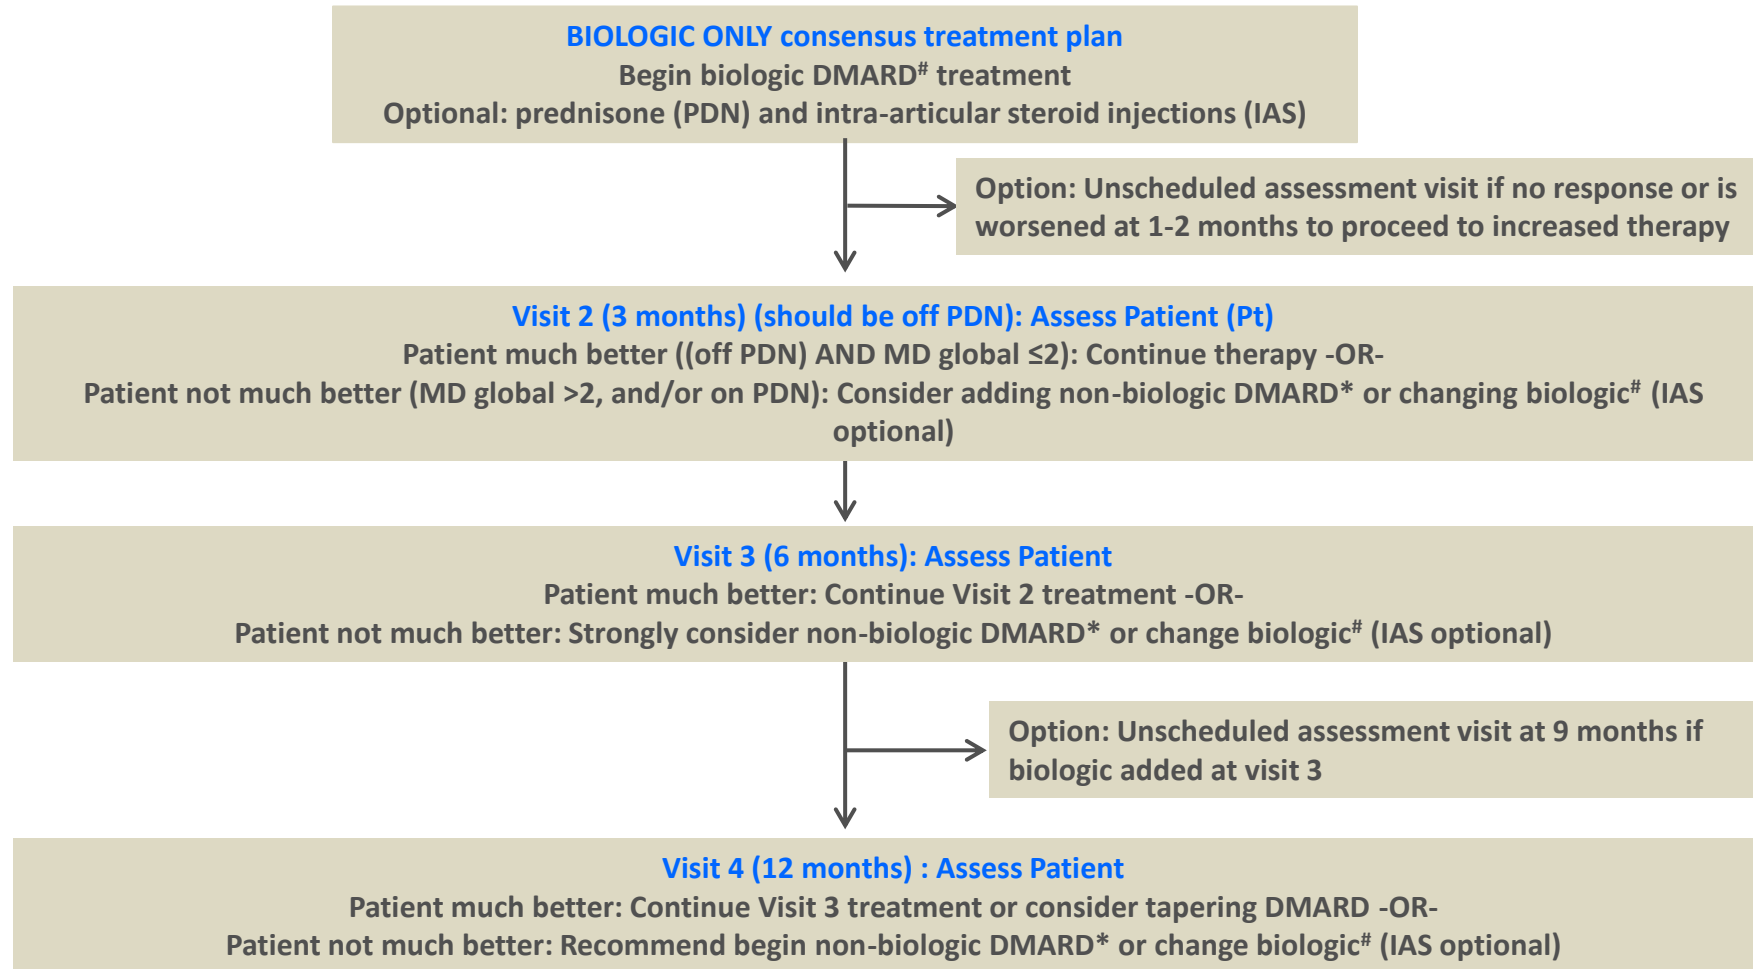 BIOLOGIC ONLY consensus treatment plan
Begin biologic DMARD# treatment
Optional: prednisone (PDN) and intra-articular steroid injections (IAS)
Option: Unscheduled assessment visit if no response or is
worsened at 1-2 months to proceed to increased therapy
Visit 2 (3 months) (should be off PDN): Assess Patient (Pt)
Patient much better ((off PDN) AND MD global ≤2): Continue therapy -OR-
Patient not much better (MD global >2, and/or on PDN): Consider adding non-biologic DMARD* or changing biologic# (IAS
optional)
Visit 3 (6 months): Assess Patient
Patient much better: Continue Visit 2 treatment -OR-
Patient not much better: Strongly consider non-biologic DMARD* or change biologic# (IAS optional)
Option: Unscheduled assessment visit at 9 months if
biologic added at visit 3
Visit 4 (12 months) : Assess Patient
Patient much better: Continue Visit 3 treatment or consider tapering DMARD -OR-
Patient not much better: Recommend begin non-biologic DMARD* or change biologic# (IAS optional)